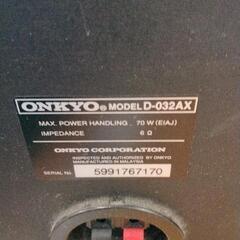 ONKYO® MODEL D-032AX
MAX. POWER HANDLING 70 W (EIAJ)
IMPEDANCE 6 Ω
ONKYO CORPORATION
INSPECTED AND AUTHORIZED BY ONKYO
MANUFACTURED IN MALAYSIA
SERIAL No. 5991767170